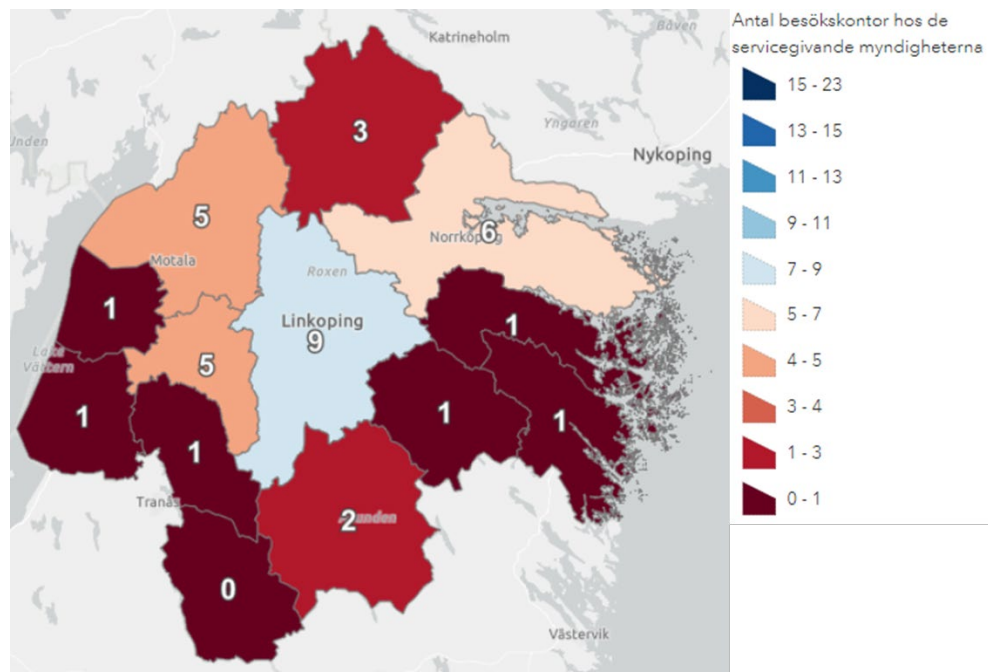 Antal besökskontor hos de
servicegivande myndigheterna
15 - 23
13 - 15
11 - 13
9 - 11
7 - 9
5 - 7
4 - 5
3 - 4
1 - 3
0 - 1
Båven
Katrineholm
3
Yngaren
Nykoping
5
6
Motala
Roxen
1
Linkoping
9
1
Lake
Vättern
5
1
1
1
1
Tranås
2
0
Västervik